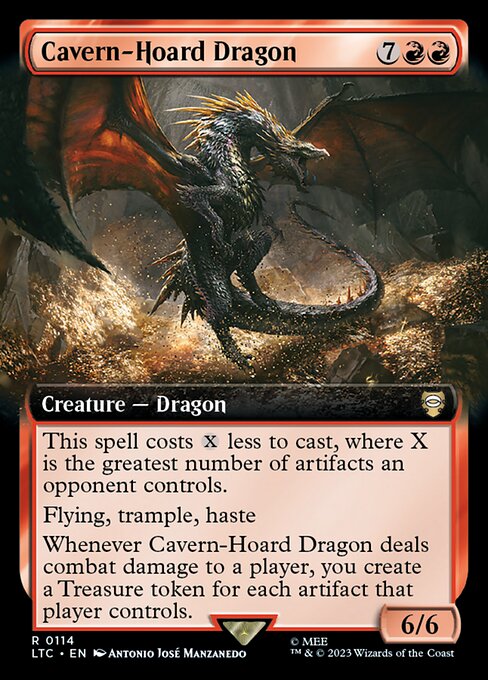 Cavern-Hoard Dragon 7
Creature — Dragon
This spell costs X less to cast, where X
is the greatest number of artifacts an
opponent controls.
Flying, trample, haste
Whenever Cavern-Hoard Dragon deals
combat damage to a player, you create
a Treasure token for each artifact that
player controls.
6/6
R 0114
LTC • EN Antonio José Manzanedo
© MEE
™ & © 2023 Wizards of the Coast